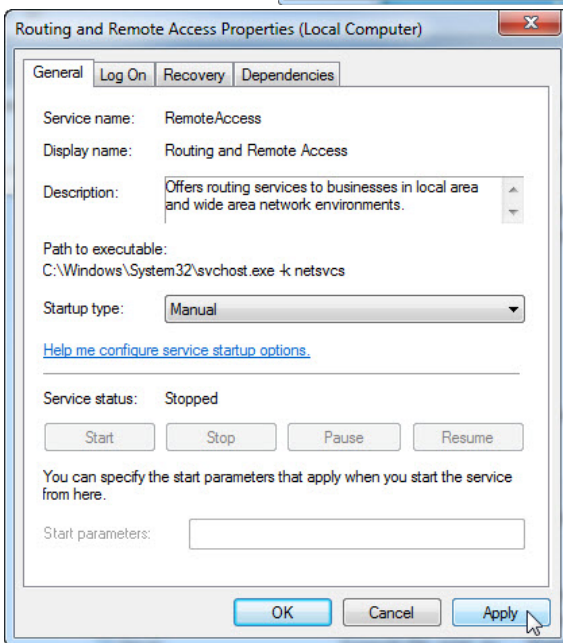 Routing and Remote Access Properties (Local Computer)
General Log On Recovery Dependencies
Service name: RemoteAccess
Display name: Routing and Remote Access
Description: Offers routing services to businesses in local area
and wide area network environments.
Path to executable:
C:\Windows\System32\svchost.exe -k netsvcs
Startup type: Manual
Help me configure service startup options.
Service status: Stopped
Start Stop Pause Resume
You can specify the start parameters that apply when you start the service
from here.
Start parameters:
OK Cancel Apply